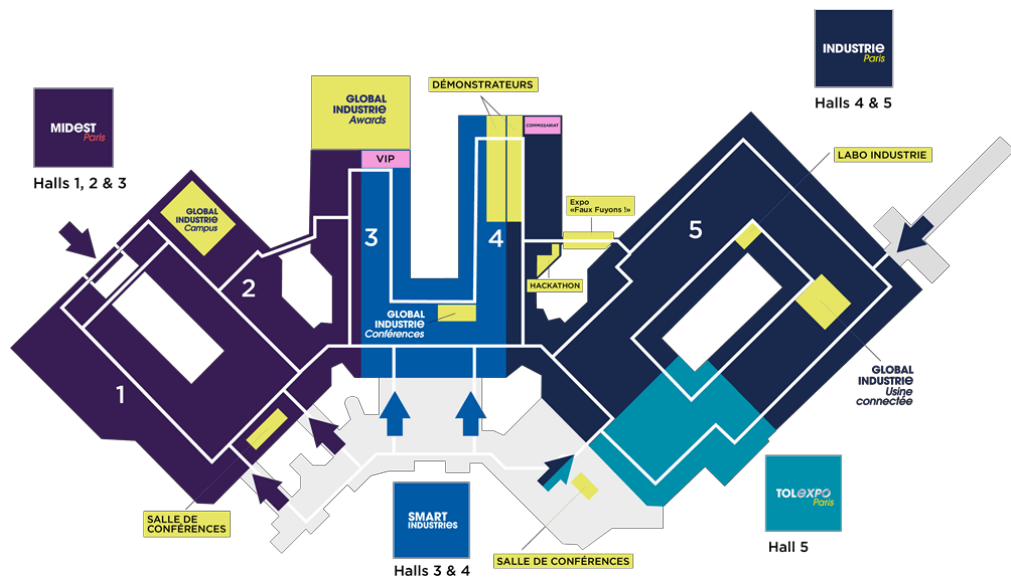 INDUSTRIE
Paris
Halls 4 & 5
DÉMONSTRATEURS
MIDEST
Paris
Halls 1, 2 & 3
GLOBAL
INDUSTRIE
Awards
COMMISSARIAT
VIP
LABO INDUSTRIE
GLOBAL
INDUSTRIE
Campus
Expo
«Faux Fuyons !»
3
4
5
2
HACKATHON
GLOBAL
INDUSTRIE
Conférences
1
GLOBAL
INDUSTRIE
Usine
connectée
SALLE DE
CONFÉRENCES
SMART
INDUSTRIES
Halls 3 & 4
SALLE DE CONFÉRENCES
TOLEXPO
Paris
Hall 5